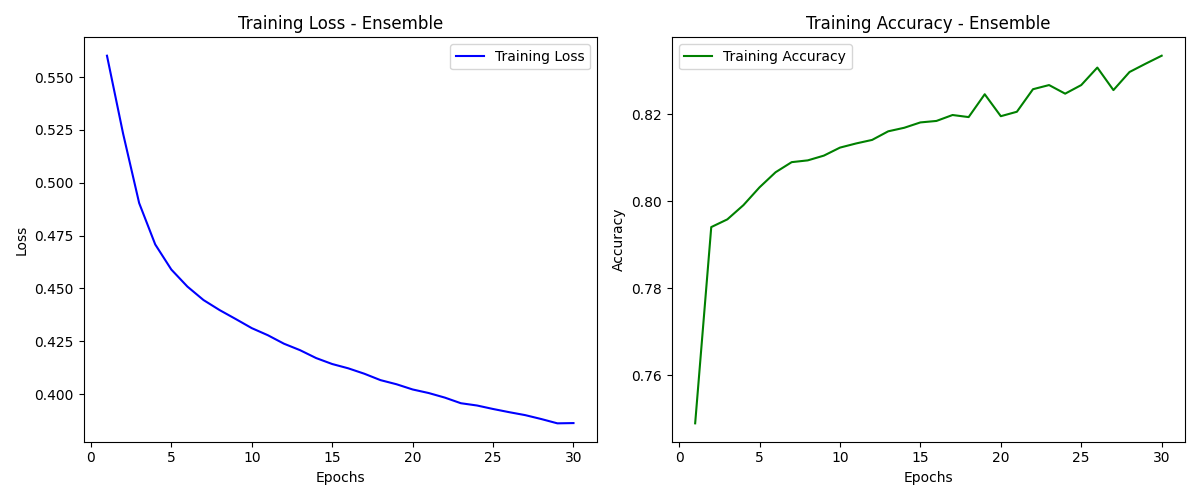 Training Loss - Ensemble
Training Loss
0.550
0.525
0.500
0.475
0.450
0.425
0.400
Loss
0 5 10 15 20 25 30
Epochs
Training Accuracy - Ensemble
Training Accuracy
0.82
0.80
0.78
0.76
Accuracy
0 5 10 15 20 25 30
Epochs